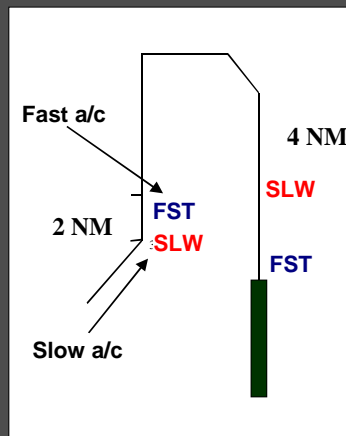 Fast a/c
4 NM
SLW
FST
2 NM
SLW
FST
Slow a/c